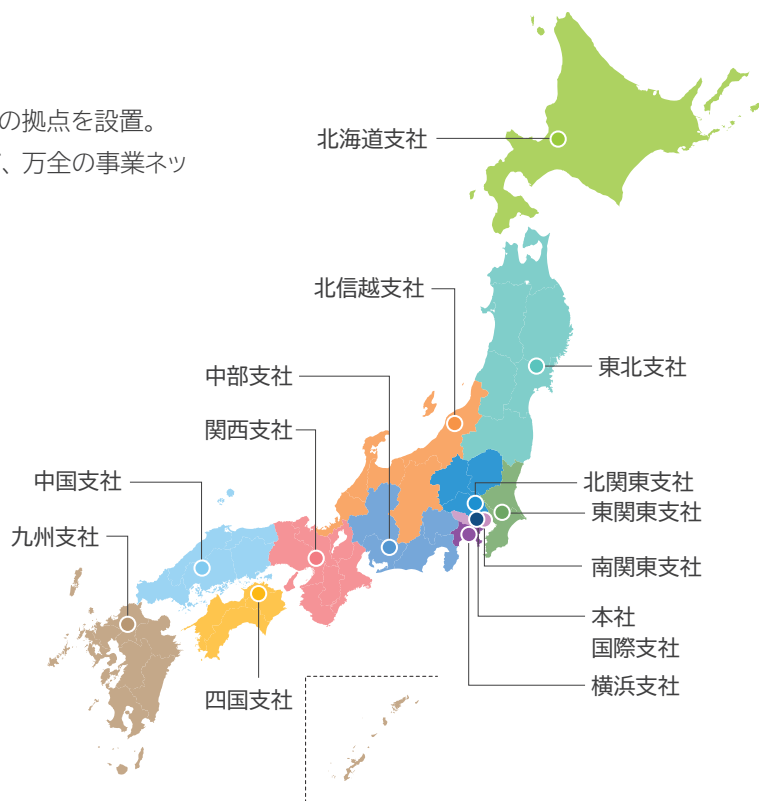 の拠点を設置。
、万全の事業ネッ
北海道支社
北信越支社
東北支社
中部支社
関西支社
中国支社
北関東支社
東関東支社
九州支社
南関東支社
本社
国際支社
横浜支社
四国支社